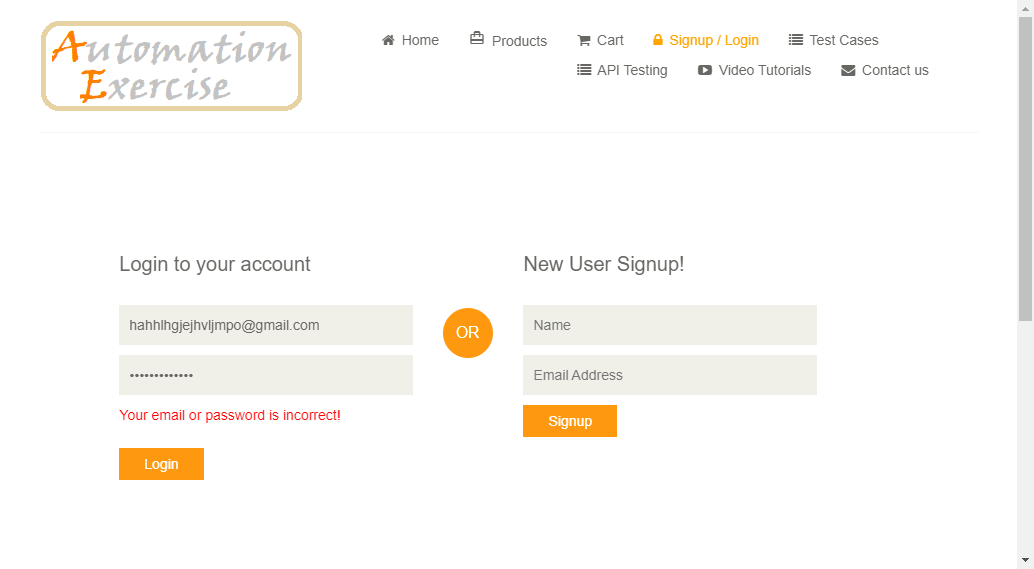 Automation
Exercise
Home
Products
Cart
Signup / Login
Test Cases
API Testing
Video Tutorials
Contact us
Login to your account
hahhlhgjejhvljmpo@gmail.com
•••••••••••••
Your email or password is incorrect!
Login
OR
New User Signup!
Name
Email Address
Signup